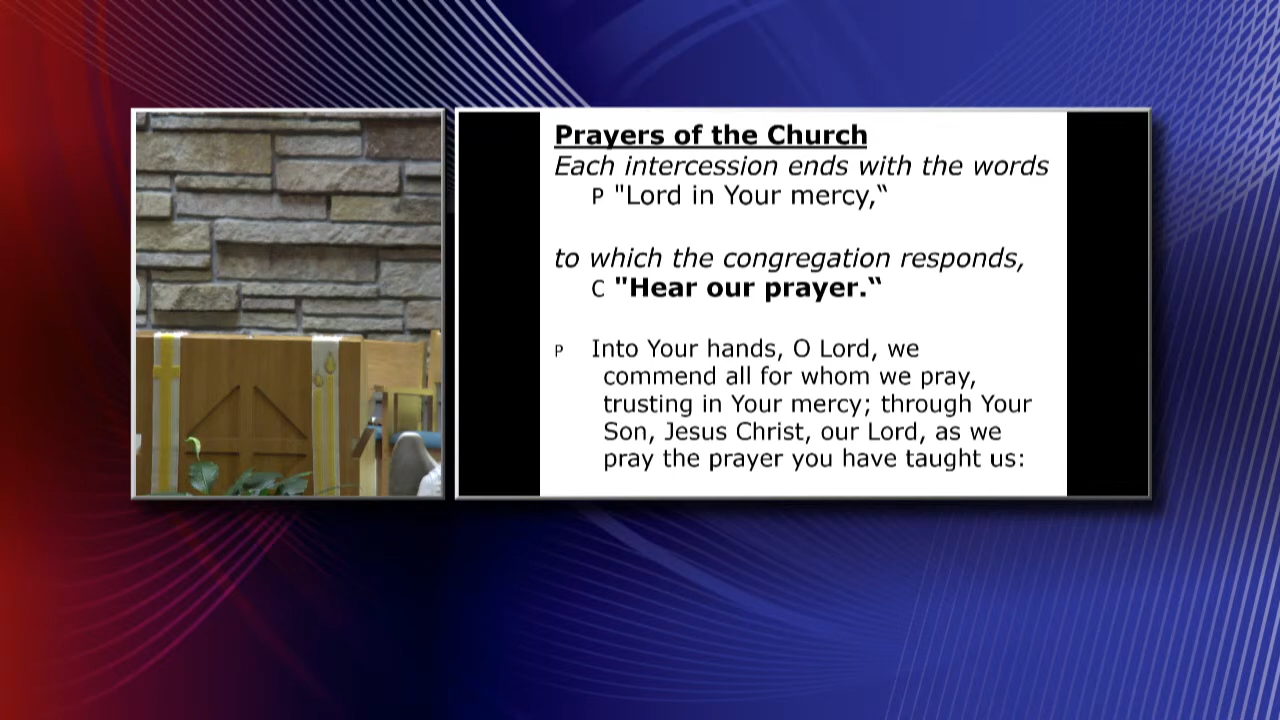 Prayers of the Church
Each intercession ends with the words
P "Lord in Your mercy,“
to which the congregation responds,
C "Hear our prayer.“
P Into Your hands, O Lord, we
commend all for whom we pray,
trusting in Your mercy; through Your
Son, Jesus Christ, our Lord, as we
pray the prayer you have taught us: